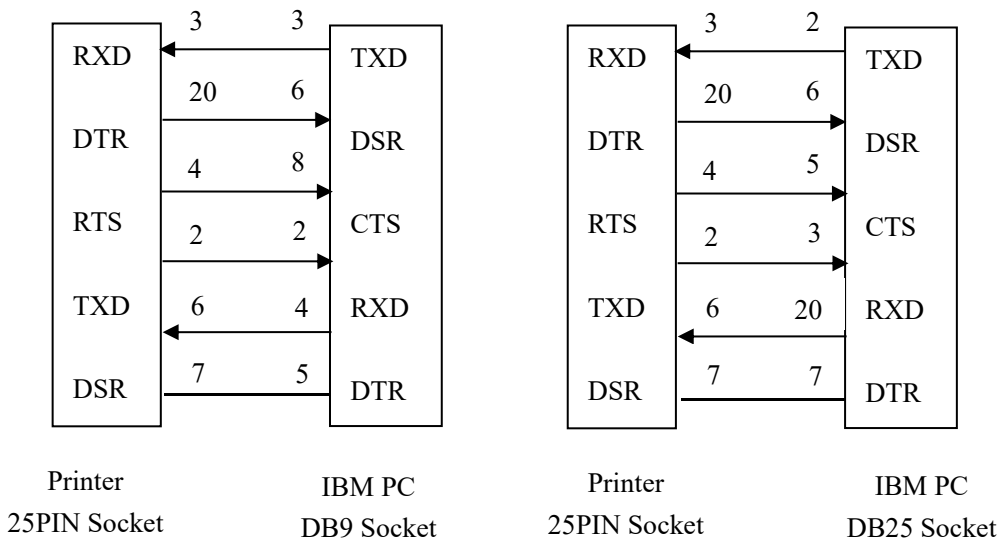 3 3
RXD TXD
20 6
DTR DSR
4 8
RTS CTS
2 2
TXD RXD
6 4
DSR DTR
7 5
Printer IBM PC
25PIN Socket DB9 Socket
3 2
RXD TXD
20 6
DTR DSR
4 5
RTS CTS
2 3
TXD RXD
6 20
DSR DTR
7 7
Printer IBM PC
25PIN Socket DB25 Socket